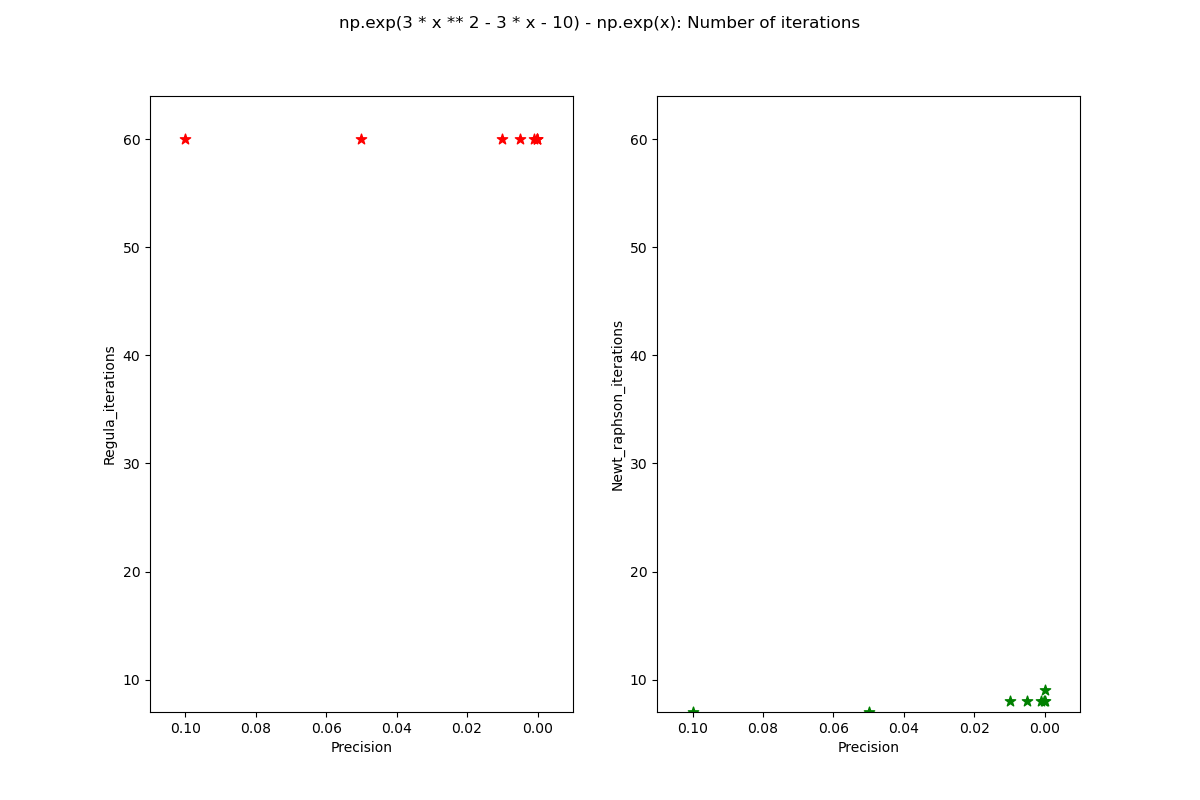 np.exp(3 * x ** 2 - 3 * x - 10) - np.exp(x): Number of iterations
60
50
40
30
20
10
Regula_iterations
0.10 0.08 0.06 0.04 0.02 0.00
Precision
60
50
40
30
20
10
Newt_raphson_iterations
0.10 0.08 0.06 0.04 0.02 0.00
Precision